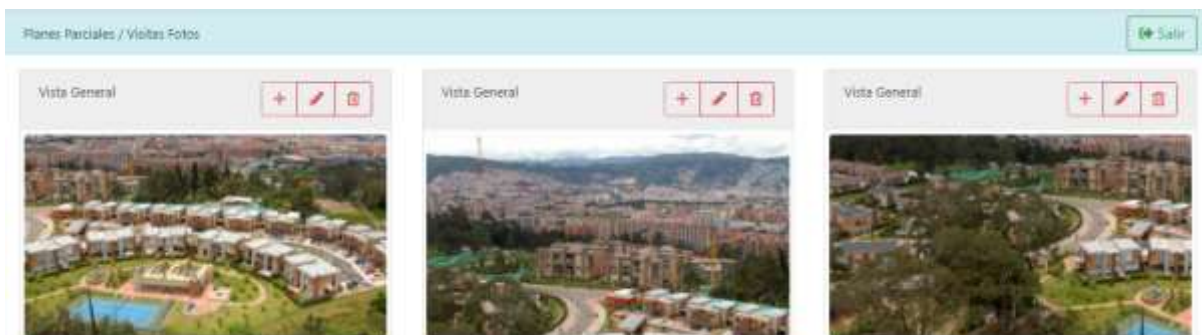 Planes Parciales / Visitas Fotos
Salir
Vista General
Vista General
Vista General